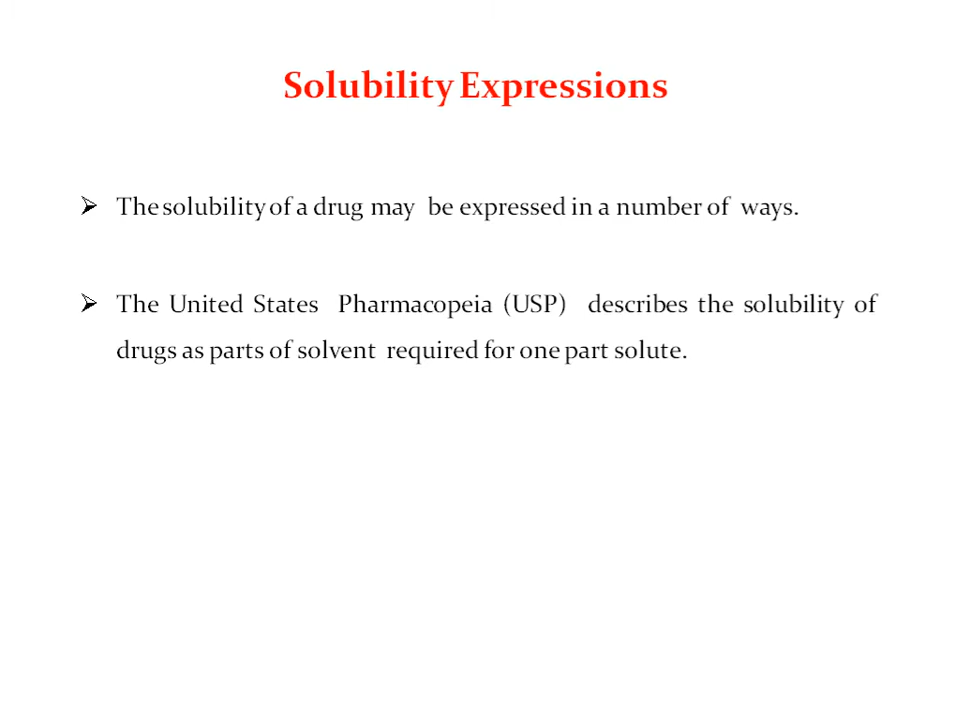 Solubility Expressions
➢ The solubility of a drug may be expressed in a number of ways.
➢ The United States Pharmacopeia (USP) describes the solubility of
drugs as parts of solvent required for one part solute.